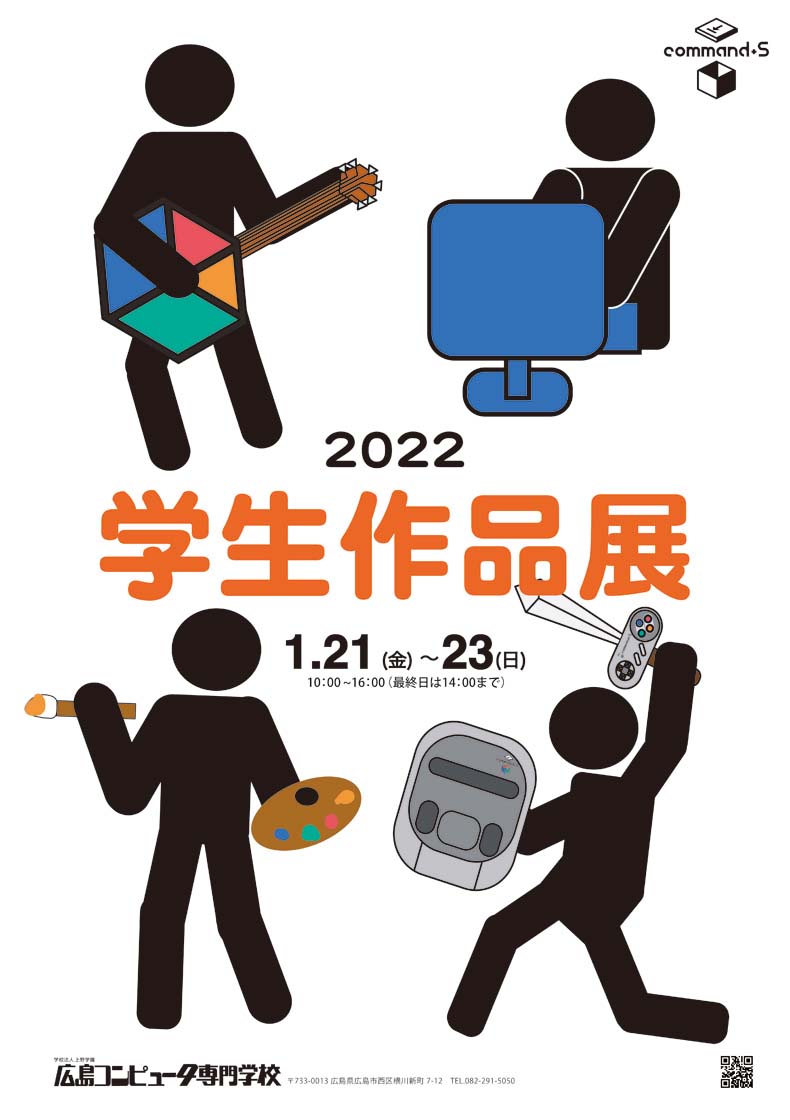 command+S
2022
学生作品展
1.21(金)～23(日)
10:00~16:00(最終日は14:00まで)
学校法人上野学園
広島コンピュータ専門学校 〒733-0013 広島県広島市西区横川新町 7-12 TEL.082-291-5050